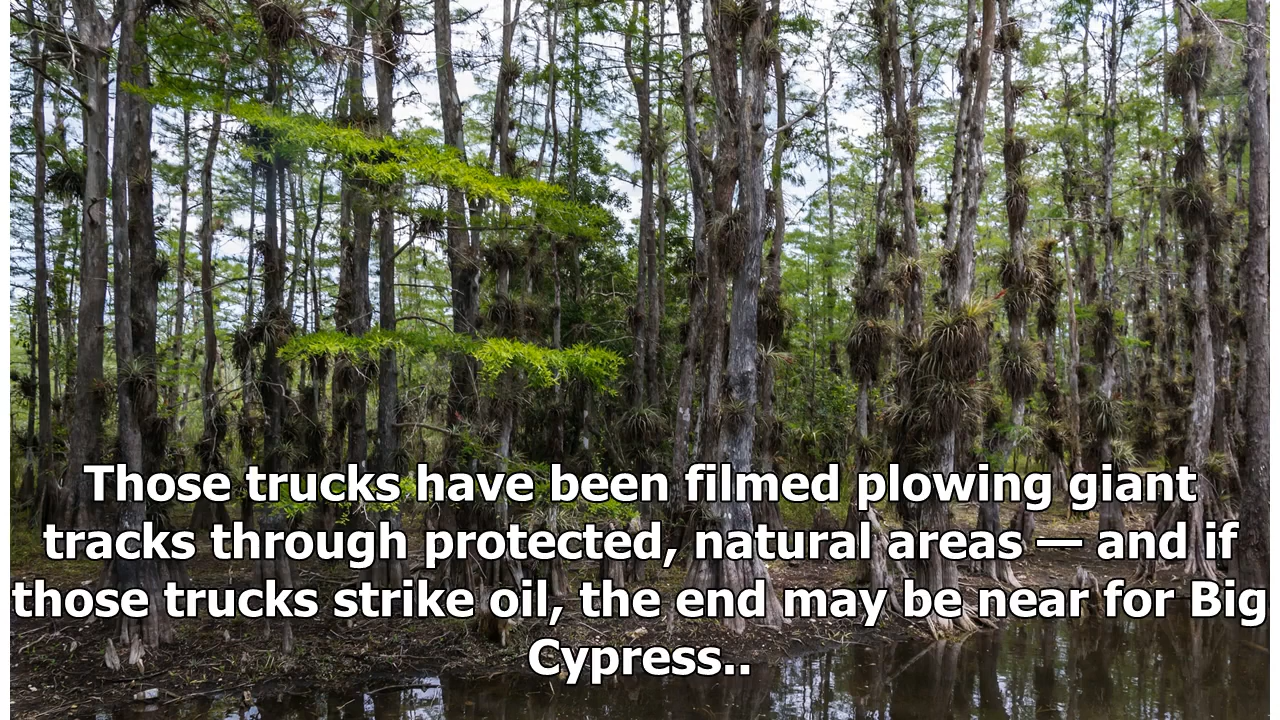 Those trucks have been filmed plowing giant
tracks through protected, natural areas — and if
those trucks strike oil, the end may be near for Big
Cypress..